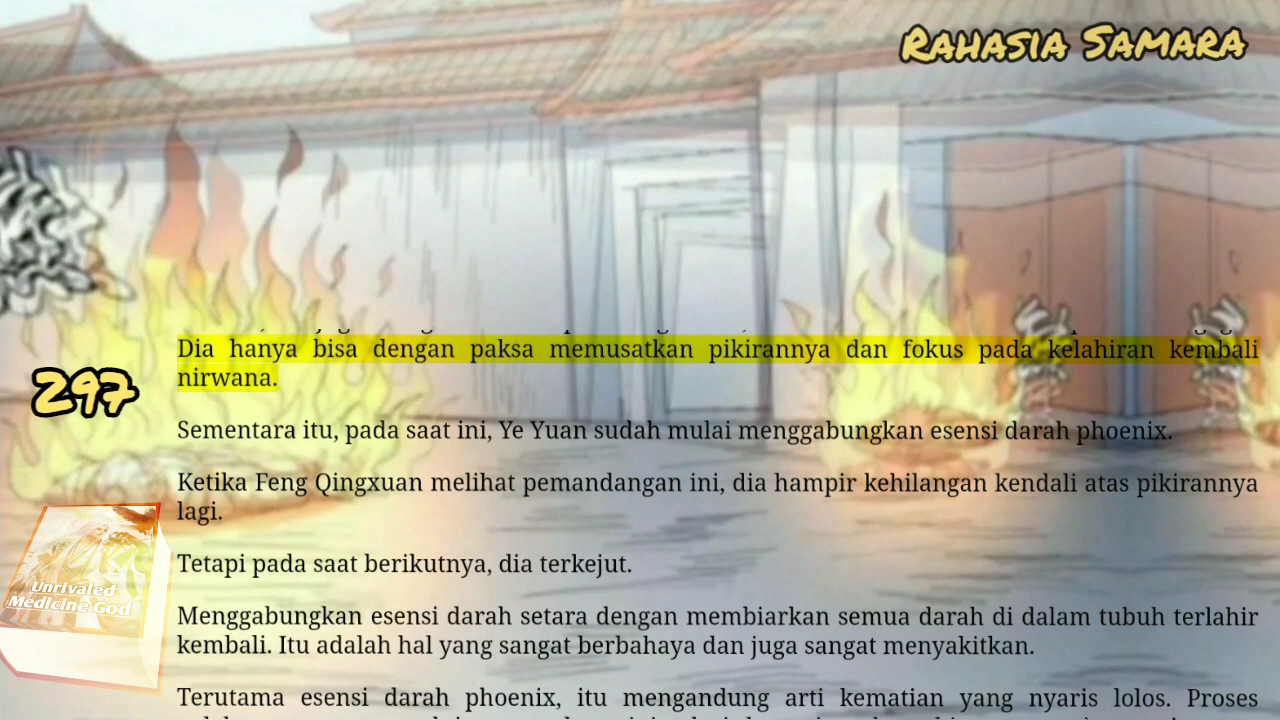 Rahasia Samara
Dia hanya bisa dengan paksa memusatkan pikirannya dan fokus pada kelahiran kembali
nirwana.
297
Sementara itu, pada saat ini, Ye Yuan sudah mulai menggabungkan esensi darah phoenix.
Ketika Feng Qingxuan melihat pemandangan ini, dia hampir kehilangan kendali atas pikirannya
lagi.
Tetapi pada saat berikutnya, dia terkejut.
Unrivaled
Medicine God
Menggabungkan esensi darah setara dengan membiarkan semua darah di dalam tubuh terlahir
kembali. Itu adalah hal yang sangat berbahaya dan juga sangat menyakitkan.
Terutama esensi darah phoenix, itu mengandung arti kematian yang nyaris lolos. Proses